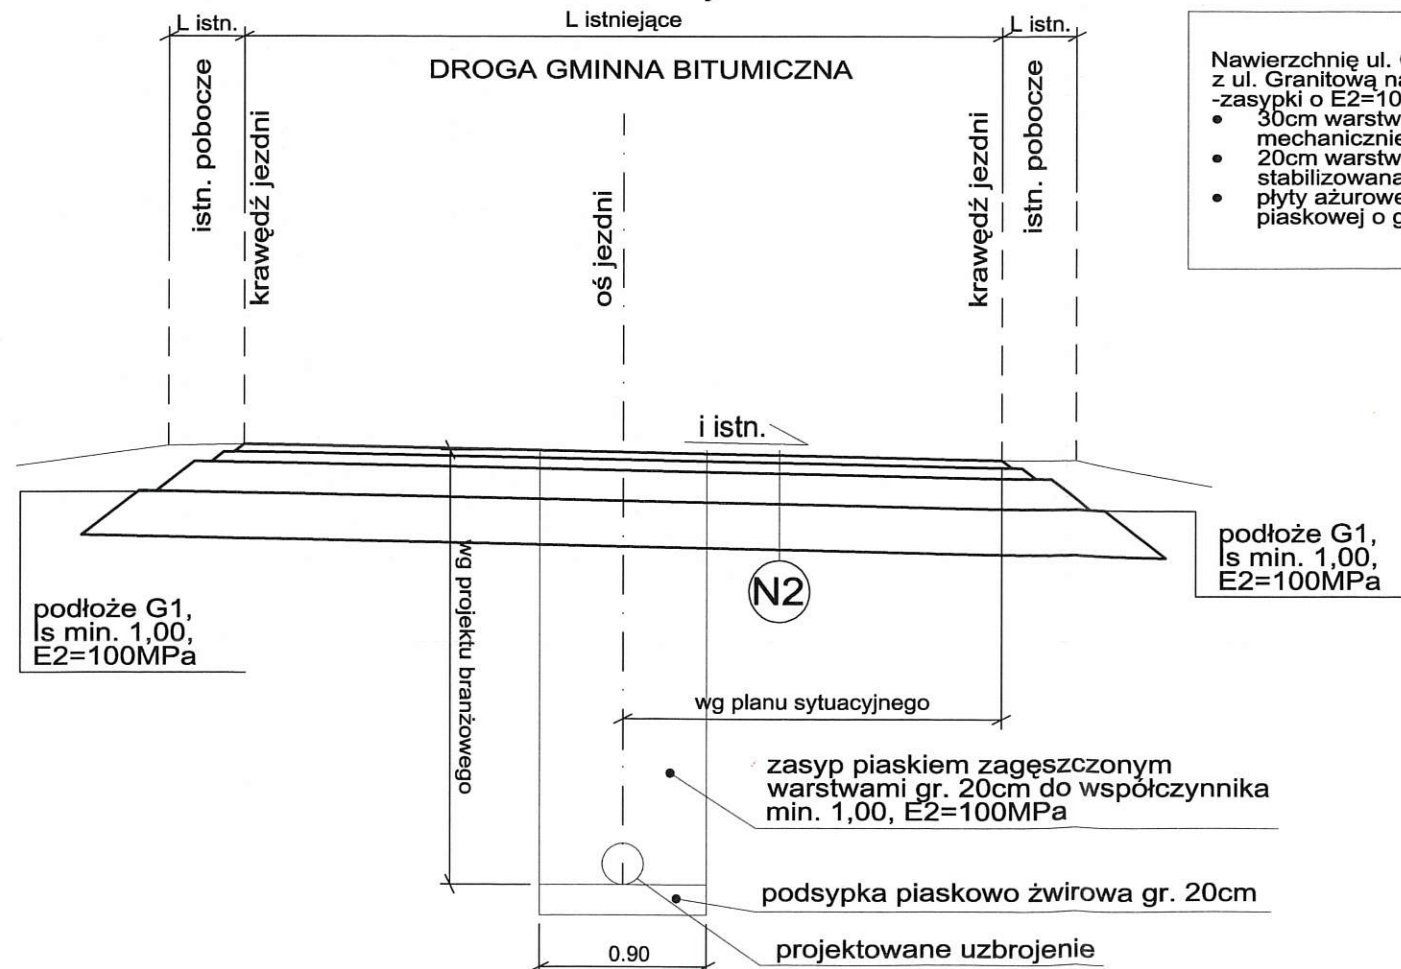 L istn.
L istniejące
L istn.
DROGA GMINNA BITUMICZNA
istn. pobocze
krawędź jezdni
oś jezdni
krawędź jezdni
istn. pobocze
Nawierzchnię ul.
z ul. Granitową
-zasypki o E2=10
• 30cm
mechanicznie
• 20cm
stabilizowana
• płyty ażurowe
piaskowej o
i istn.
podłoże G1,
Is min. 1,00,
E2=100MPa
podłoże G1,
Is min. 1,00,
E2=100MPa
wg projektu branżowego
N2
wg planu sytuacyjnego
zasyp piaskiem zagęszczonym
warstwami gr. 20cm do współczynnika
min. 1,00, E2=100MPa
podsypka piaskowo żwirowa gr. 20cm
0.90
projektowane uzbrojenie